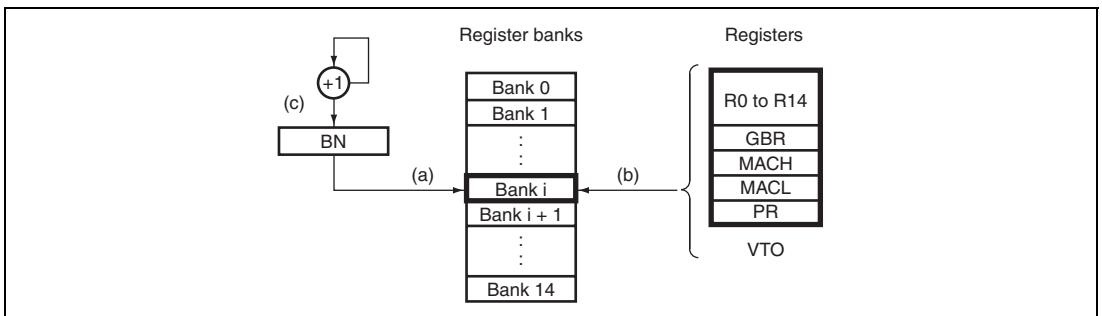 Register banks
Registers
+1
(c)
BN
(a)
Bank 0
Bank 1
:
:
Bank i
Bank i + 1
:
:
Bank 14
(b)
R0 to R14
GBR
MACH
MACL
PR
VTO